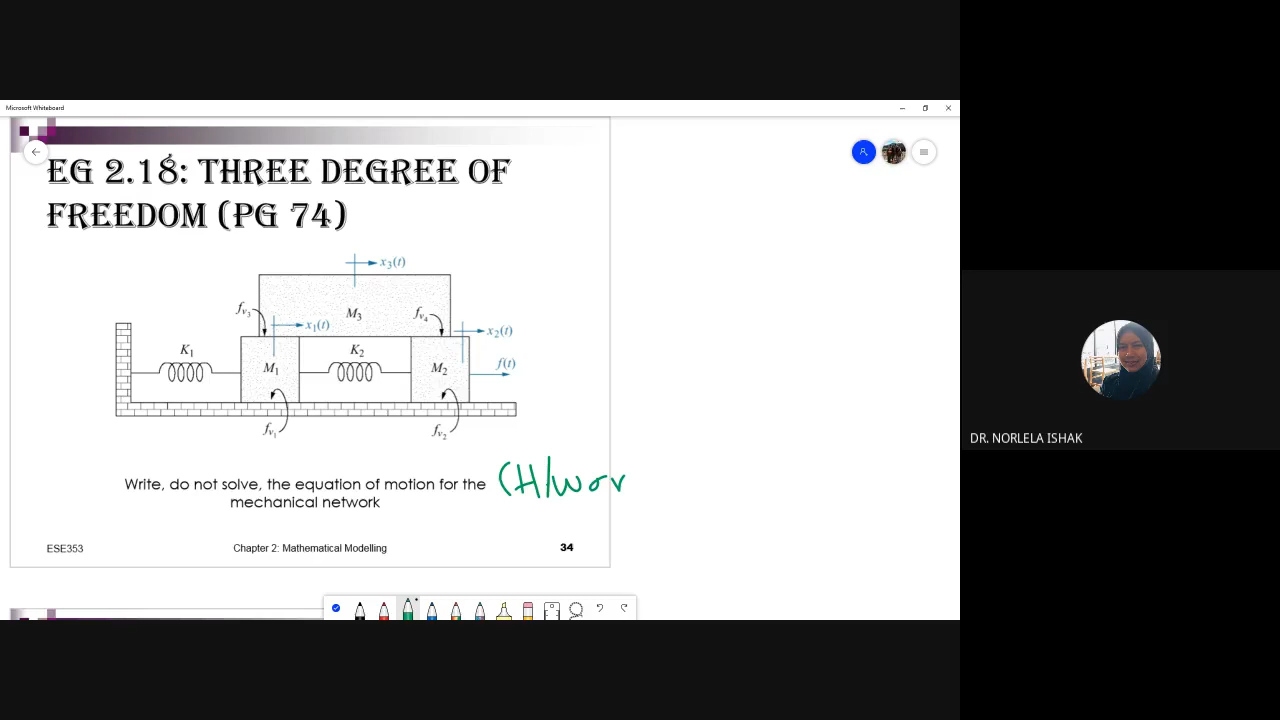 Microsoft Whiteboard
EG 2.18: THREE DEGREE OF
FREEDOM (PG 74)
x3(t)
fv3
M3
fv4
x1(t)
x2(t)
K1
K2
f(t)
M1
M2
fv1
fv2
Write, do not solve, the equation of motion for the
mechanical network
(H/wor
ESE353
Chapter 2: Mathematical Modelling
34
DR. NORLELA ISHAK